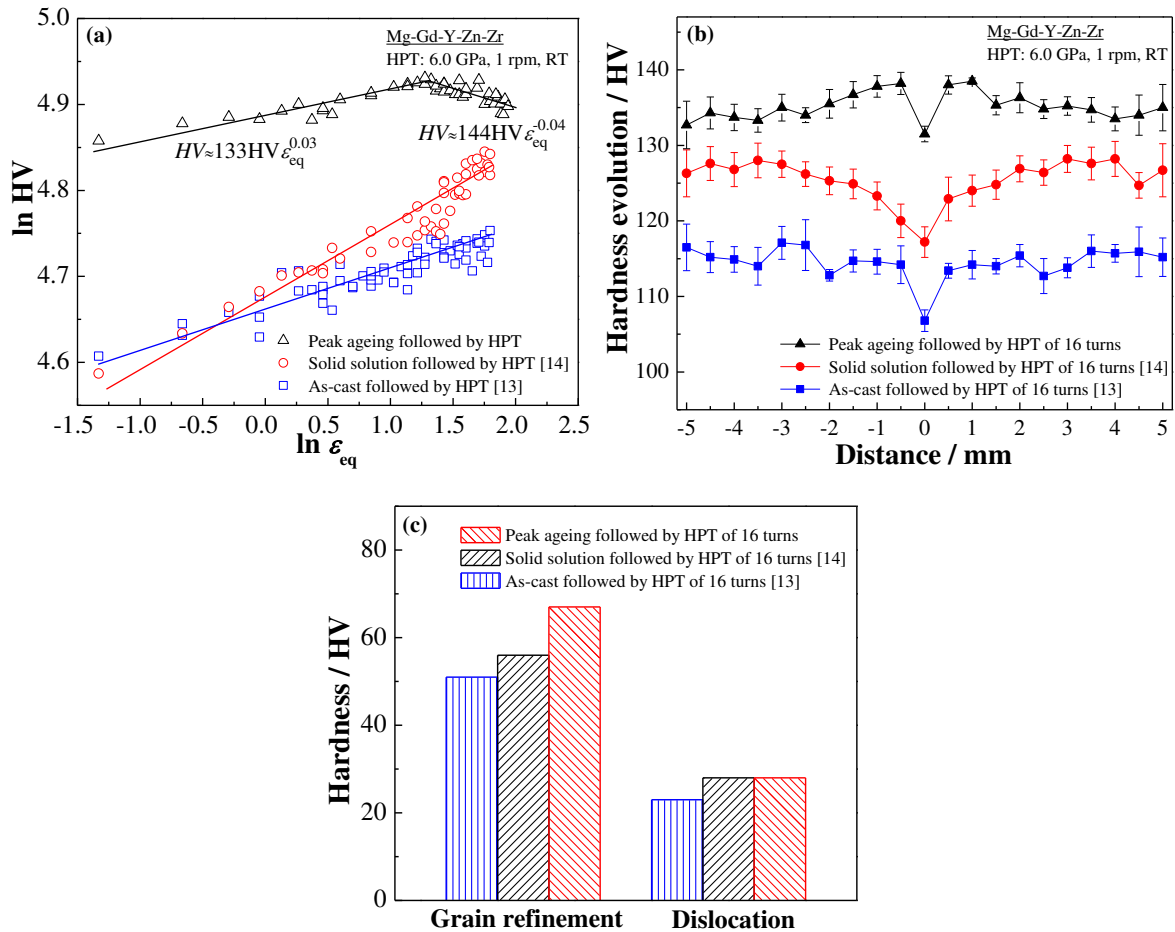 (a)
Mg-Gd-Y-Zn-Zr
HPT: 6.0 GPa, 1 rpm, RT
HV≈133HVε_eq^0.03
HV≈144HVε_eq^-0.04
Peak ageing followed by HPT
Solid solution followed by HPT [14]
As-cast followed by HPT [13]
5.0
4.9
4.8
4.7
4.6
ln HV
-1.5 -1.0 -0.5 0.0 0.5 1.0 1.5 2.0 2.5
ln ε_eq
(b)
Mg-Gd-Y-Zn-Zr
HPT: 6.0 GPa, 1 rpm, RT
Peak ageing followed by HPT of 16 turns
Solid solution followed by HPT of 16 turns [14]
As-cast followed by HPT of 16 turns [13]
140
130
120
110
100
Hardness evolution / HV
-5 -4 -3 -2 -1 0 1 2 3 4 5
Distance / mm
(c)
Peak ageing followed by HPT of 16 turns
Solid solution followed by HPT of 16 turns [14]
As-cast followed by HPT of 16 turns [13]
80
60
40
20
0
Hardness / HV
Grain refinement Dislocation